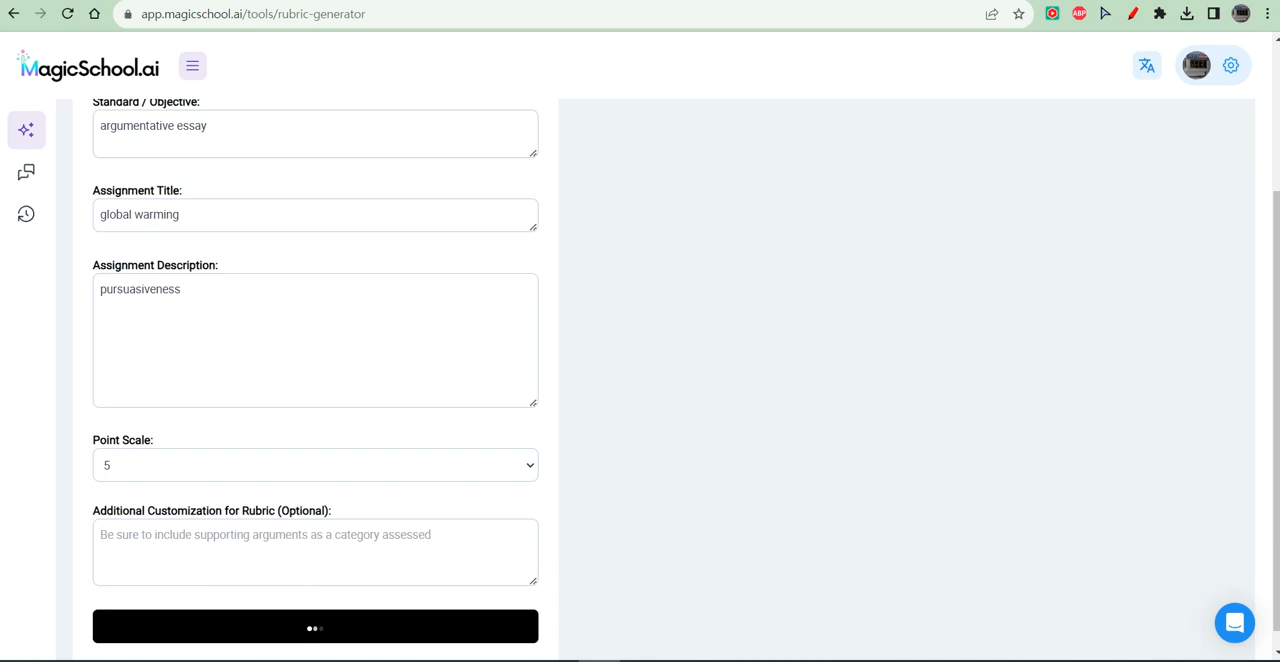 app.magicschool.ai/tools/rubric-generator
ABP
MagicSchool.ai
Standard / Objective:
argumentative essay
Assignment Title:
global warming
Assignment Description:
pursuasiveness
Point Scale:
5
Additional Customization for Rubric (Optional):
Be sure to include supporting arguments as a category assessed